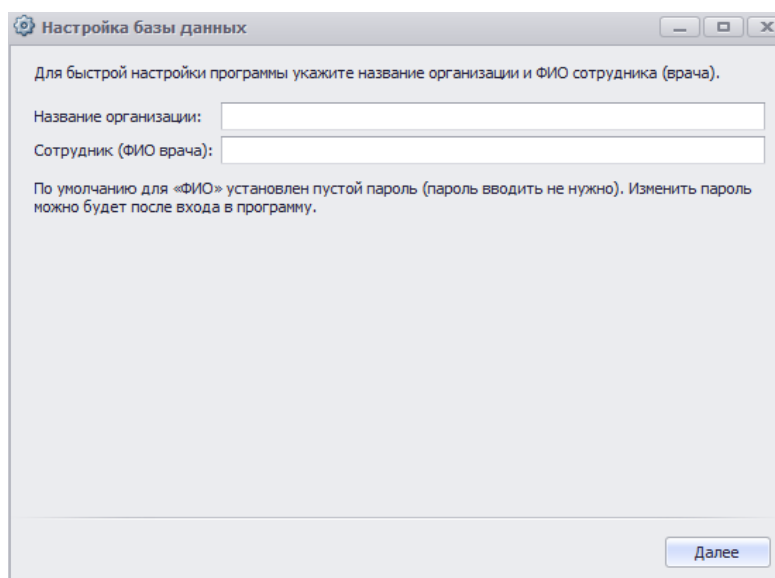 Настройка базы данных
Для быстрой настройки программы укажите название организации и ФИО сотрудника (врача).
Название организации:
Сотрудник (ФИО врача):
По умолчанию для «ФИО» установлен пустой пароль (пароль вводить не нужно). Изменить пароль
можно будет после входа в программу.
Далее